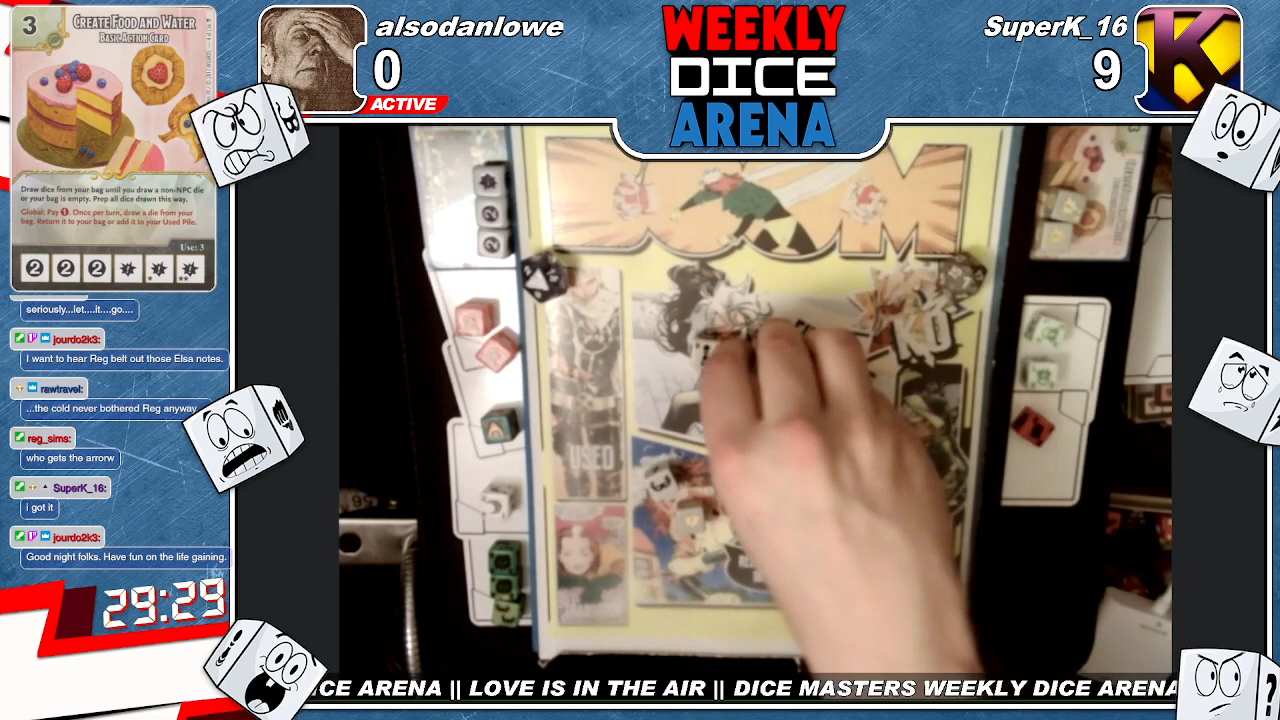 3
CREATE FOOD AND WATER
BASIC ACTION CARD
Draw dice from your bag until you draw a non-NPC die
or your bag is empty. Prep all dice drawn this way.
Global: Pay 1. Once per turn, draw a die from your
bag. Return it to your bag or add it to your Used Pile.
Use: 3
2 2 2
alsodanlowe
0
ACTIVE
WEEKLY
DICE
ARENA
SuperK_16
9
K
BOOM
USED
seriously...let....it....go....
jourdo2k3:
I want to hear Reg belt out those Elsa notes.
rawtravel:
...the cold never bothered Reg anyway
reg_sims:
who gets the arrorw
SuperK_16:
i got it
jourdo2k3:
Good night folks. Have fun on the life gaining.
29:29
ICE ARENA || LOVE IS IN THE AIR || DICE MASTERS WEEKLY DICE ARENA